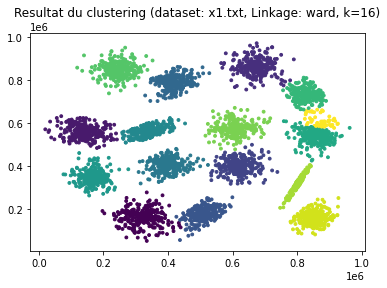 Resultat du clustering (dataset: x1.txt, Linkage: ward, k=16)
1e6
1.0
0.8
0.6
0.4
0.2
0.0 0.2 0.4 0.6 0.8 1.0
1e6